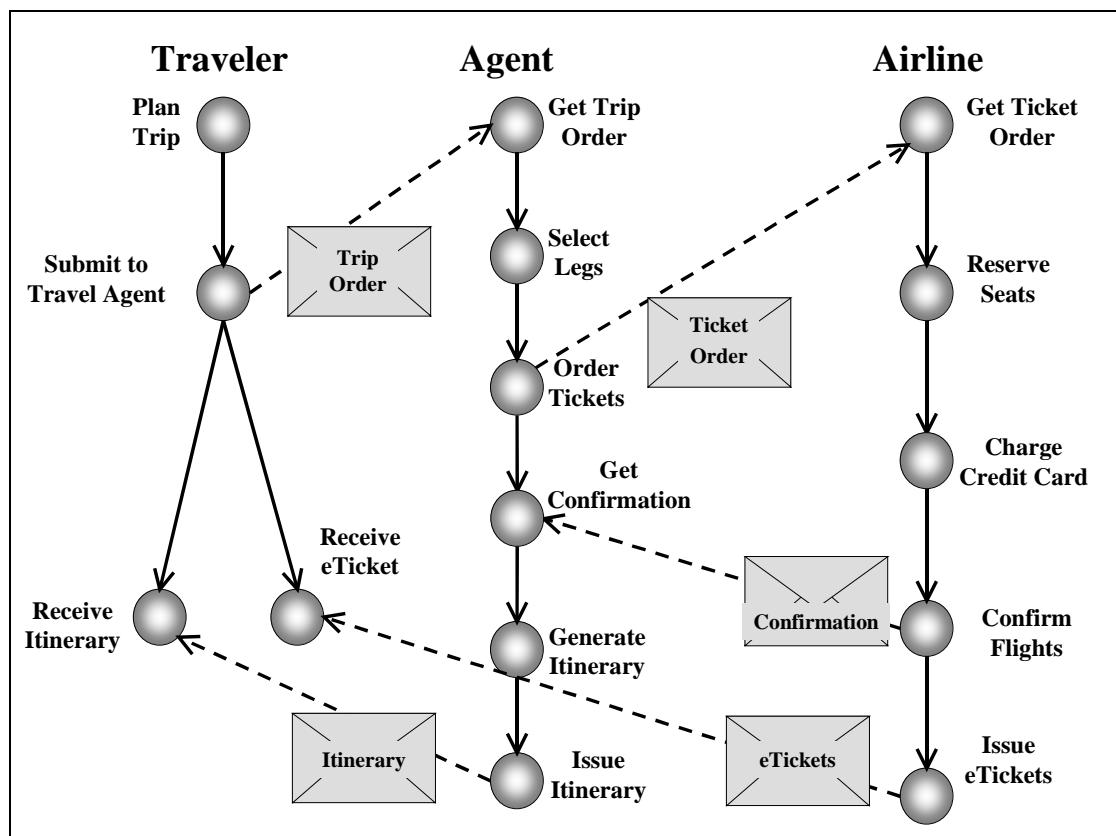 Traveler
Agent
Airline
Plan
Trip
Submit to
Travel Agent
Receive
eTicket
Receive
Itinerary
Trip
Order
Itinerary
Get Trip
Order
Select
Legs
Order
Tickets
Get
Confirmation
Generate
Itinerary
Issue
Itinerary
Ticket
Order
Confirmation
eTickets
Get Ticket
Order
Reserve
Seats
Charge
Credit Card
Confirm
Flights
Issue
eTickets